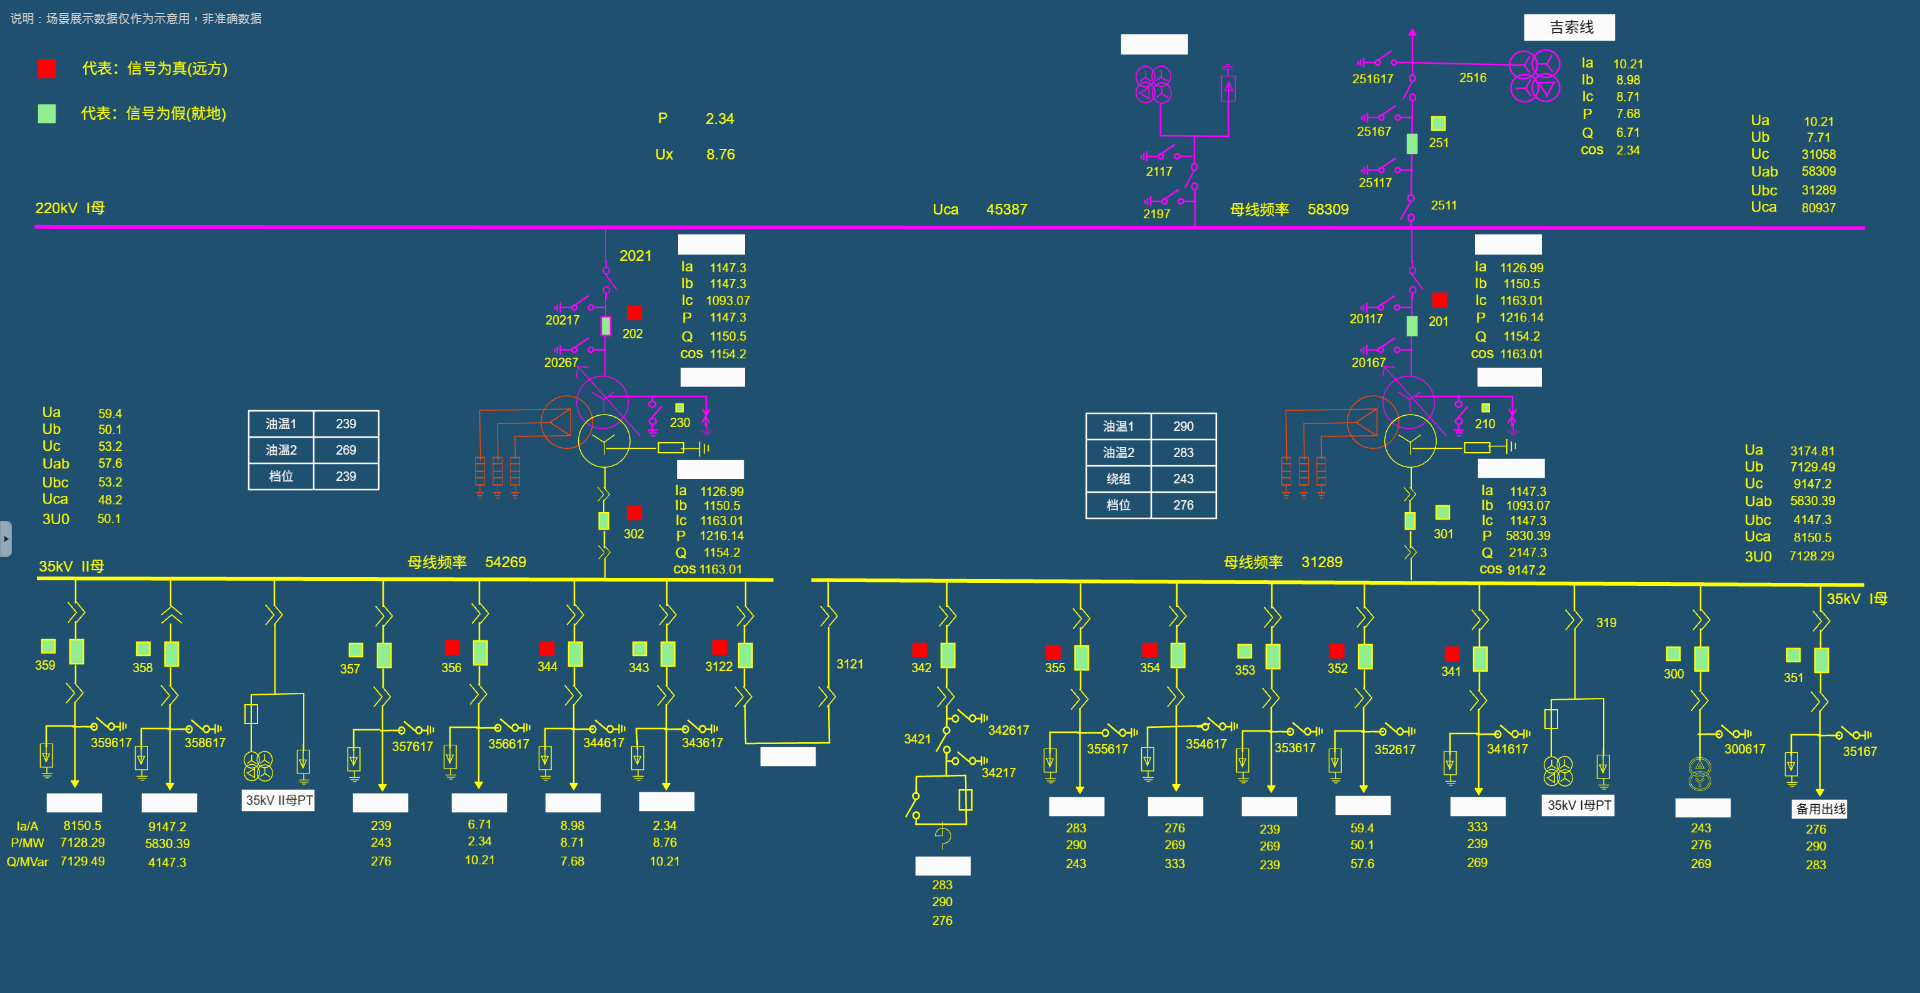 说明：场景展示数据仅作为示意用，非准确数据
代表：信号为真(远方)
代表：信号为假(就地)
P 2.34
Ux 8.76
吉索线
Ia 10.21
Ib 8.98
Ic 8.71
P 7.68
Q 6.71
cos 2.34
251617
2516
25167
251
25117
2511
2117
2197
Ua 10.21
Ub 7.71
Uc 31058
Uab 58309
Ubc 31289
Uca 80937
220kV I母
Uca 45387
母线频率 58309
2021
20217
202
20267
Ia 1147.3
Ib 1147.3
Ic 1093.07
P 1147.3
Q 1150.5
cos 1154.2
20117
201
20167
Ia 1126.99
Ib 1150.5
Ic 1163.01
P 1216.14
Q 1154.2
cos 1163.01
Ua 59.4
Ub 50.1
Uc 53.2
Uab 57.6
Ubc 53.2
Uca 48.2
3U0 50.1
油温1 239
油温2 269
档位 239
230
Ia 1126.99
Ib 1150.5
Ic 1163.01
P 1216.14
Q 1154.2
cos 1163.01
302
油温1 290
油温2 283
绕组 243
档位 276
210
Ia 1147.3
Ib 1093.07
Ic 1147.3
P 5830.39
Q 2147.3
cos 9147.2
301
Ua 3174.81
Ub 7129.49
Uc 9147.2
Uab 5830.39
Ubc 4147.3
Uca 8150.5
3U0 7128.29
35kV II母
母线频率 54269
母线频率 31289
35kV I母
359
358
357
356
344
343
3122
3121
342
355
354
353
352
341
319
300
351
359617
358617
357617
356617
344617
343617
3421
342617
34217
355617
354617
353617
352617
341617
300617
35167
35kV II母PT
35kV I母PT
备用出线
Ia/A 8150.5 9147.2 239 6.71 8.98 2.34 283 276 239 59.4 333 243 276
P/MW 7128.29 5830.39 243 2.34 8.71 8.76 290 269 269 50.1 239 276 290
Q/MVar 7129.49 4147.3 276 10.21 7.68 10.21 243 333 239 57.6 269 269 283
283
290
276